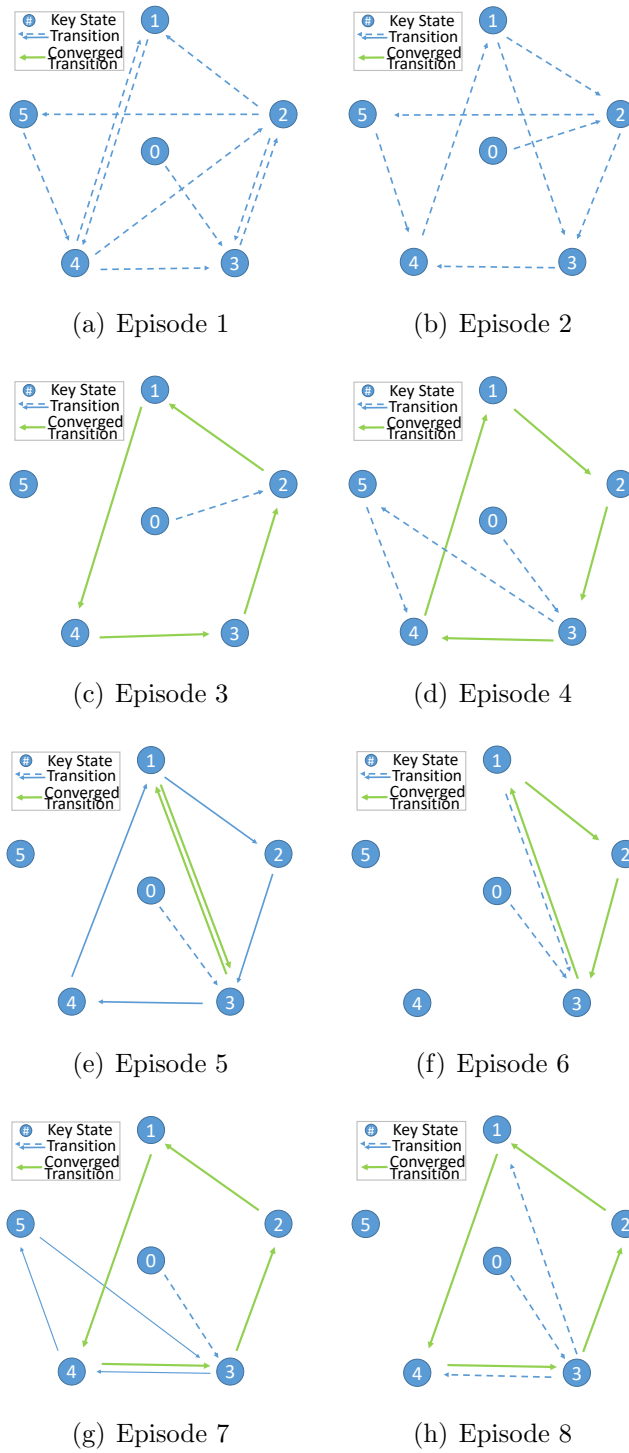 # Key State
Transition
Converged
Transition
1
5
2
0
4
3
(a) Episode 1
# Key State
Transition
Converged
Transition
1
5
2
0
4
3
(b) Episode 2
# Key State
Transition
Converged
Transition
1
5
2
0
4
3
(c) Episode 3
# Key State
Transition
Converged
Transition
1
5
2
0
4
3
(d) Episode 4
# Key State
Transition
Converged
Transition
1
5
2
0
4
3
(e) Episode 5
# Key State
Transition
Converged
Transition
1
5
2
0
4
3
(f) Episode 6
# Key State
Transition
Converged
Transition
1
5
2
0
4
3
(g) Episode 7
# Key State
Transition
Converged
Transition
1
5
2
0
4
3
(h) Episode 8